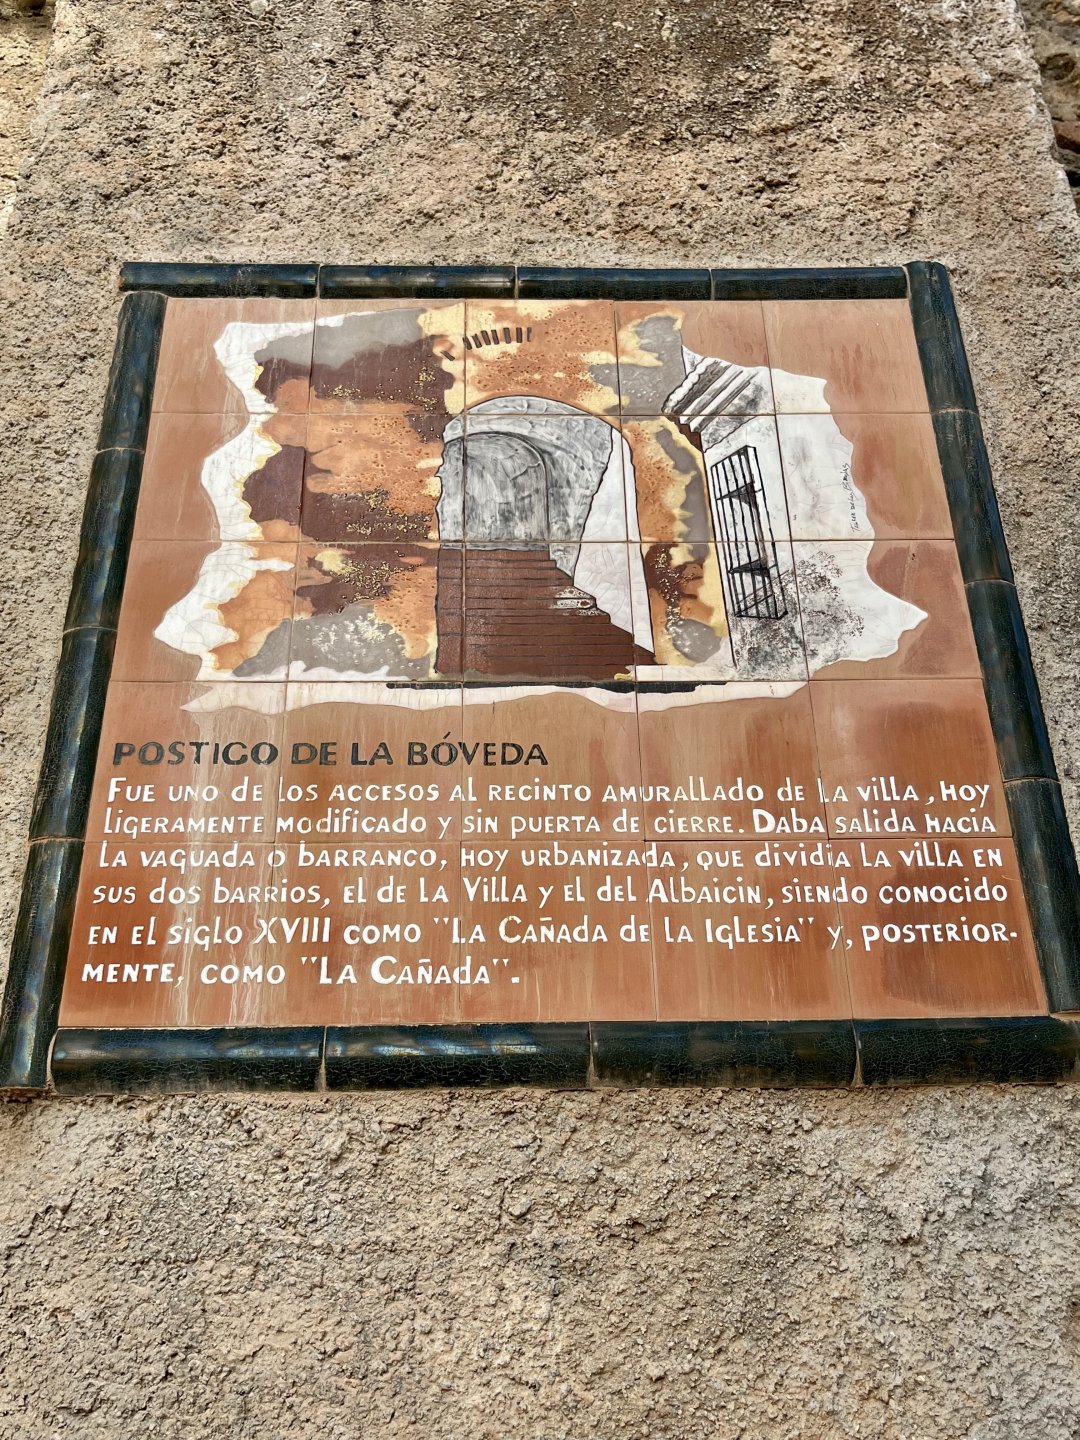 POSTIGO DE LA BÓVEDA
FUE UNO dE lOS ACCESOS Al RECINTO AMURALLADO dE lA VILLA, HOY
LIGERAMENTE MODIFICADO Y SIN PUERTA dE CIERRE. DAbA SALIDA HACIA
LA VAGUADA O bARRANCO, HOY URBANIZADA, QUE DIVIDIA LA VILLA EN
SUS DOS bARRIOS, EL DE LA VILLA Y EL DEL ALBAICIN, SIENDO CONOCIDO
EN EL SIGLO XVIII COMO "LA CAÑADA DE LA IGLESIA" Y, POSTERIOR-
MENTE, COMO "LA CAÑADA".